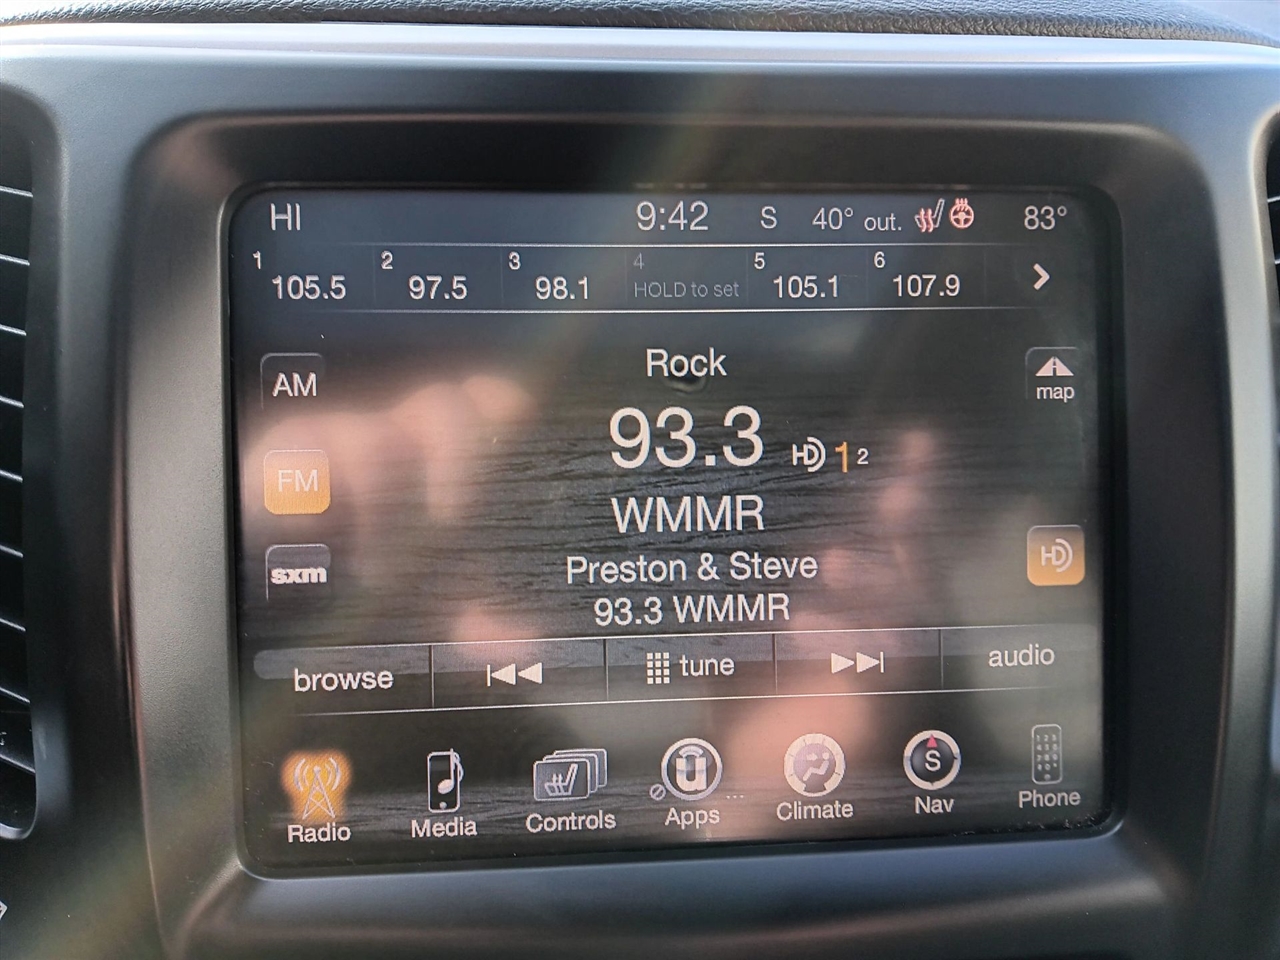 HI 9:42 S 40° out. 83°
1 105.5 2 97.5 3 98.1 4 HOLD to set 5 105.1 6 107.9
Rock
AM
map
93.3 HD 1 2
FM
WMMR
HD
Preston & Steve
sxm
93.3 WMMR
browse tune audio
u S
Radio Media Controls Apps ... Climate Nav Phone